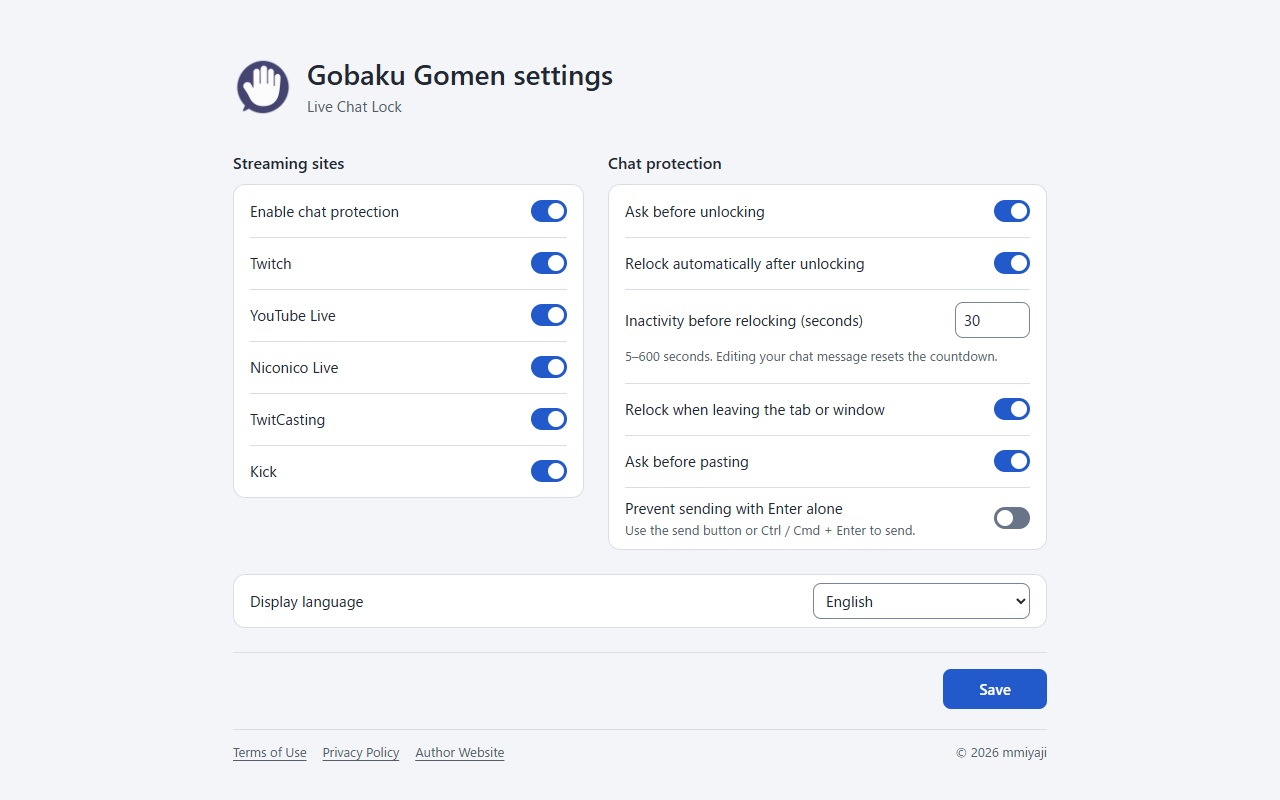 Gobaku Gomen settings
Live Chat Lock
Streaming sites
Enable chat protection
Twitch
YouTube Live
Niconico Live
TwitCasting
Kick
Chat protection
Ask before unlocking
Relock automatically after unlocking
Inactivity before relocking (seconds)
30
5–600 seconds. Editing your chat message resets the countdown.
Relock when leaving the tab or window
Ask before pasting
Prevent sending with Enter alone
Use the send button or Ctrl / Cmd + Enter to send.
Display language
English
Save
Terms of Use
Privacy Policy
Author Website
© 2026 mmiyaji